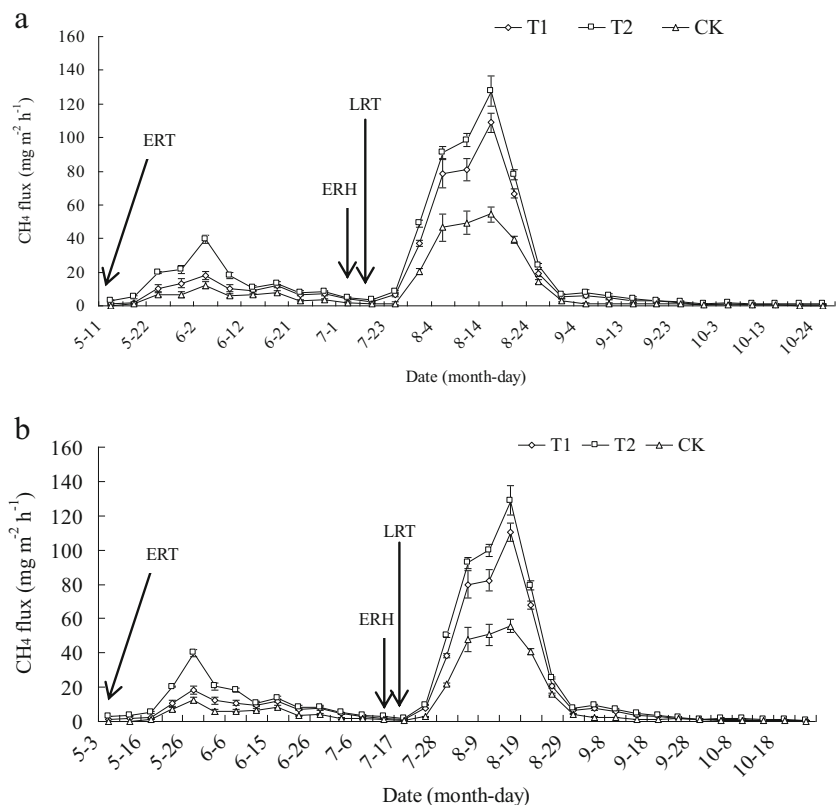 a
T1 T2 CK
160
140
120
100
80
60
40
20
0
CH4 flux (mg m-2 h-1)
ERT
ERH
LRT
5-11 5-22 6-2 6-12 6-21 7-1 7-23 8-4 8-14 8-24 9-4 9-13 9-23 10-3 10-13 10-24
Date (month-day)
b
T1 T2 CK
160
140
120
100
80
60
40
20
0
CH4 flux (mg m-2 h-1)
ERT
ERH
LRT
5-3 5-16 5-26 6-6 6-15 6-26 7-6 7-17 7-28 8-9 8-19 8-29 9-8 9-18 9-28 10-8 10-18
Date (month-day)